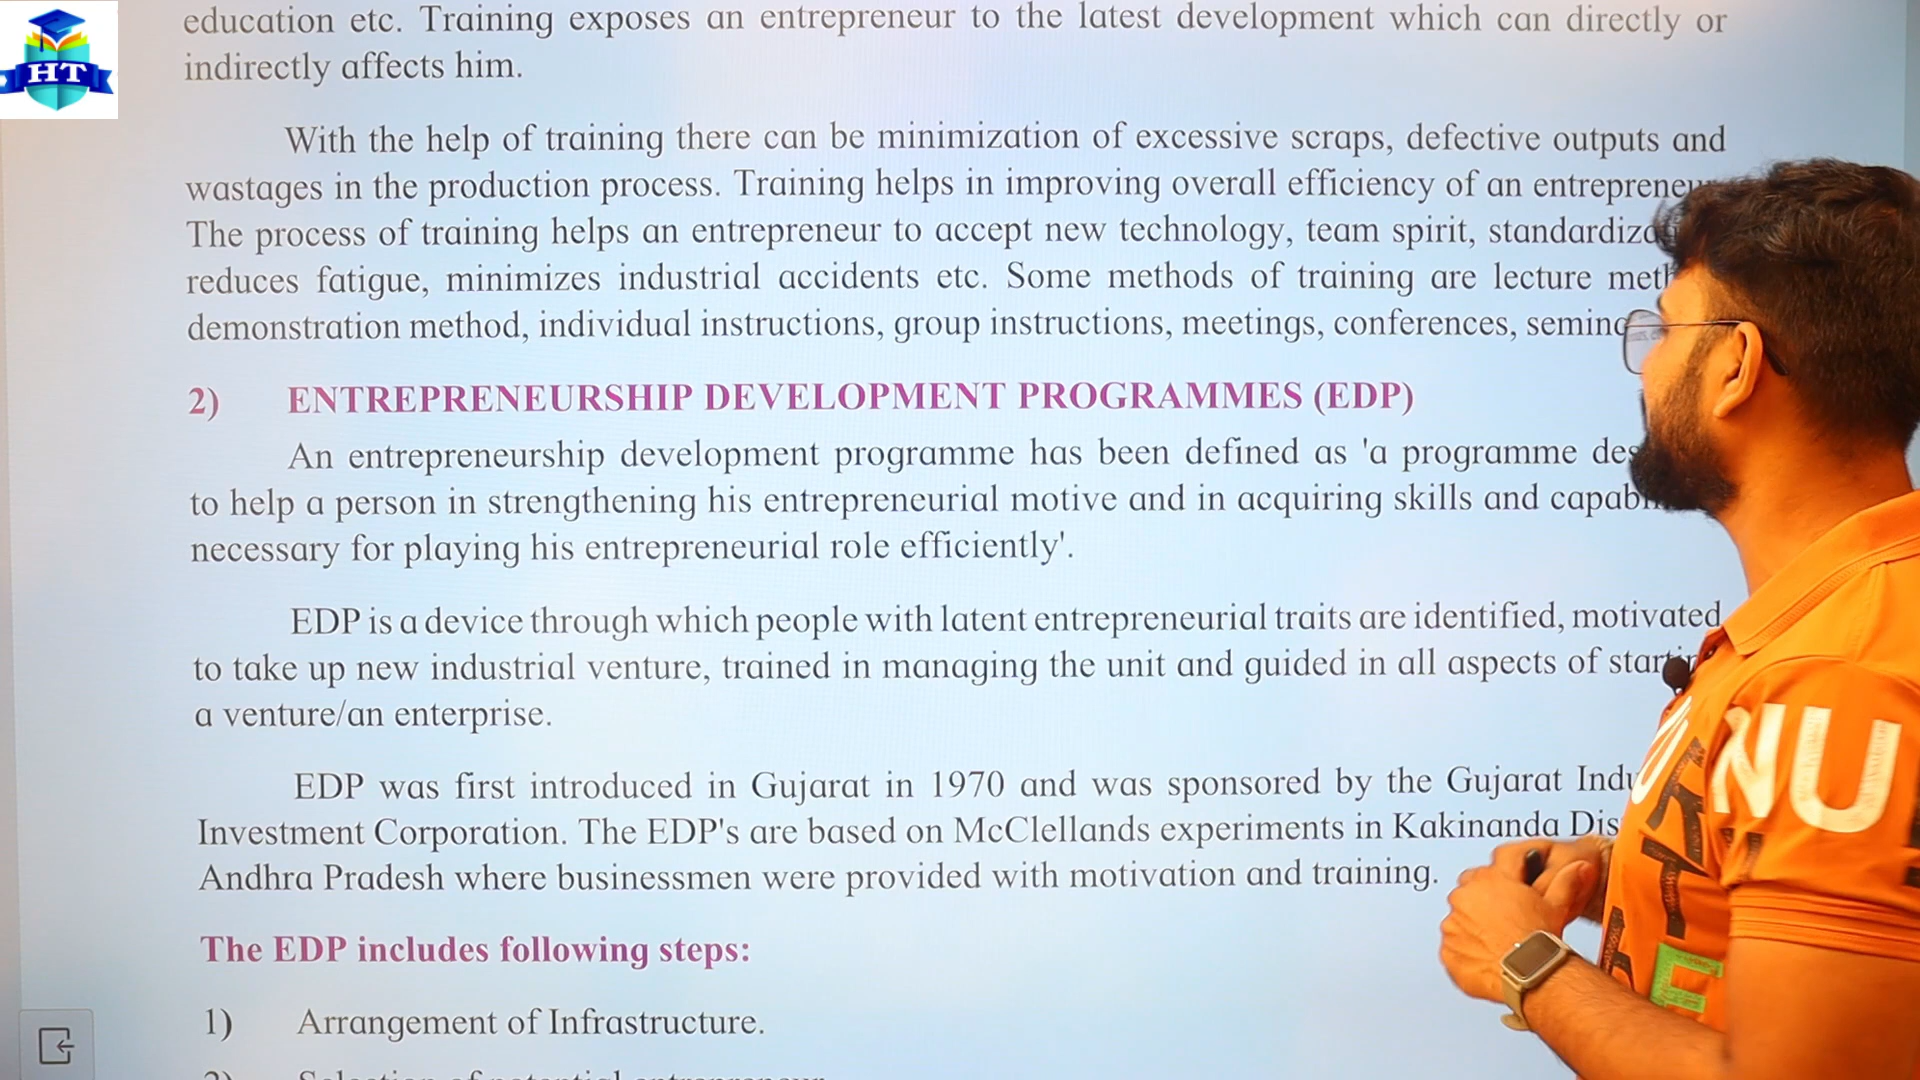 HT
education etc. Training exposes an entrepreneur to the latest development which can directly or
indirectly affects him.
With the help of training there can be minimization of excessive scraps, defective outputs and
wastages in the production process. Training helps in improving overall efficiency of an
The process of training helps an entrepreneur to accept new technology, team spirit,
reduces fatigue, minimizes industrial accidents etc. Some methods of training are lecture
demonstration method, individual instructions, group instructions, meetings, conferences,
2) ENTREPRENEURSHIP DEVELOPMENT PROGRAMMES (EDP)
An entrepreneurship development programme has been defined as 'a programme
to help a person in strengthening his entrepreneurial motive and in acquiring skills and
necessary for playing his entrepreneurial role efficiently'.
EDP is a device through which people with latent entrepreneurial traits are identified, motivated
to take up new industrial venture, trained in managing the unit and guided in all aspects of
a venture/an enterprise.
EDP was first introduced in Gujarat in 1970 and was sponsored by the Gujarat
Investment Corporation. The EDP's are based on McClellands experiments in Kakinanda
Andhra Pradesh where businessmen were provided with motivation and training.
The EDP includes following steps:
1) Arrangement of Infrastructure.
2) Selection of potential entrepreneur
NU